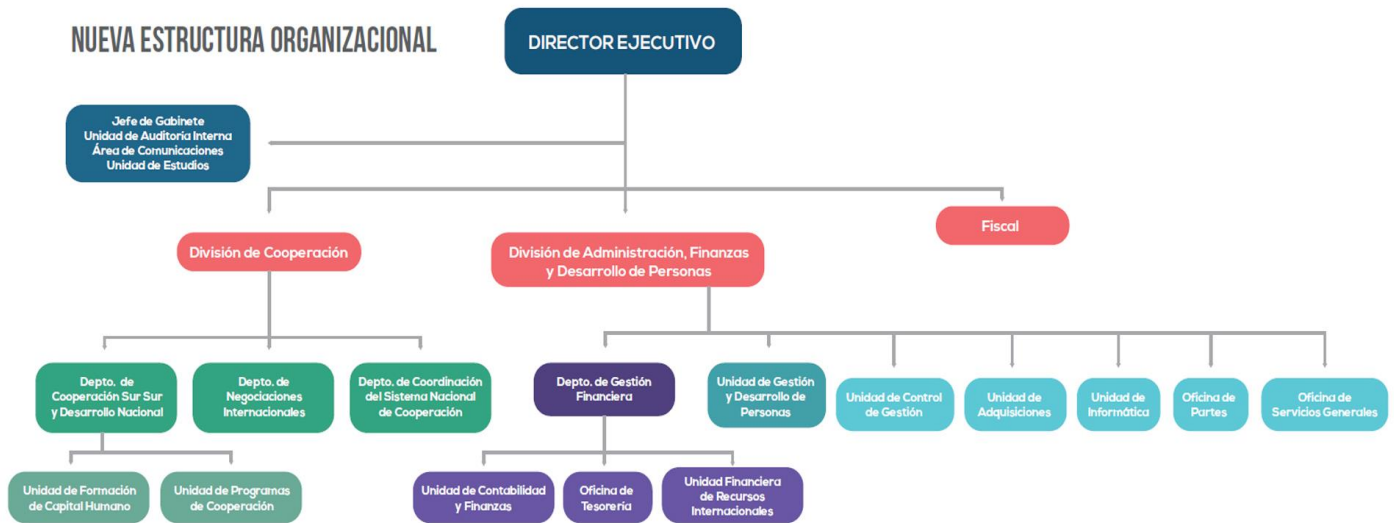 NUEVA ESTRUCTURA ORGANIZACIONAL
DIRECTOR EJECUTIVO
Jefe de Gabinete
Unidad de Auditoría Interna
Área de Comunicaciones
Unidad de Estudios
Fiscal
División de Cooperación
División de Administración, Finanzas
y Desarrollo de Personas
Depto. de
Cooperación Sur Sur
y Desarrollo Nacional
Depto. de
Negociaciones
Internacionales
Depto. de Coordinación
del Sistema Nacional
de Cooperación
Depto. de Gestión
Financiera
Unidad de Gestión
y Desarrollo de
Personas
Unidad de Control
de Gestión
Unidad de
Adquisiciones
Unidad de
Informática
Oficina de
Partes
Oficina de
Servicios Generales
Unidad de Formación
de Capital Humano
Unidad de Programas
de Cooperación
Unidad de Contabilidad
y Finanzas
Oficina de
Tesorería
Unidad Financiera
de Recursos
Internacionales